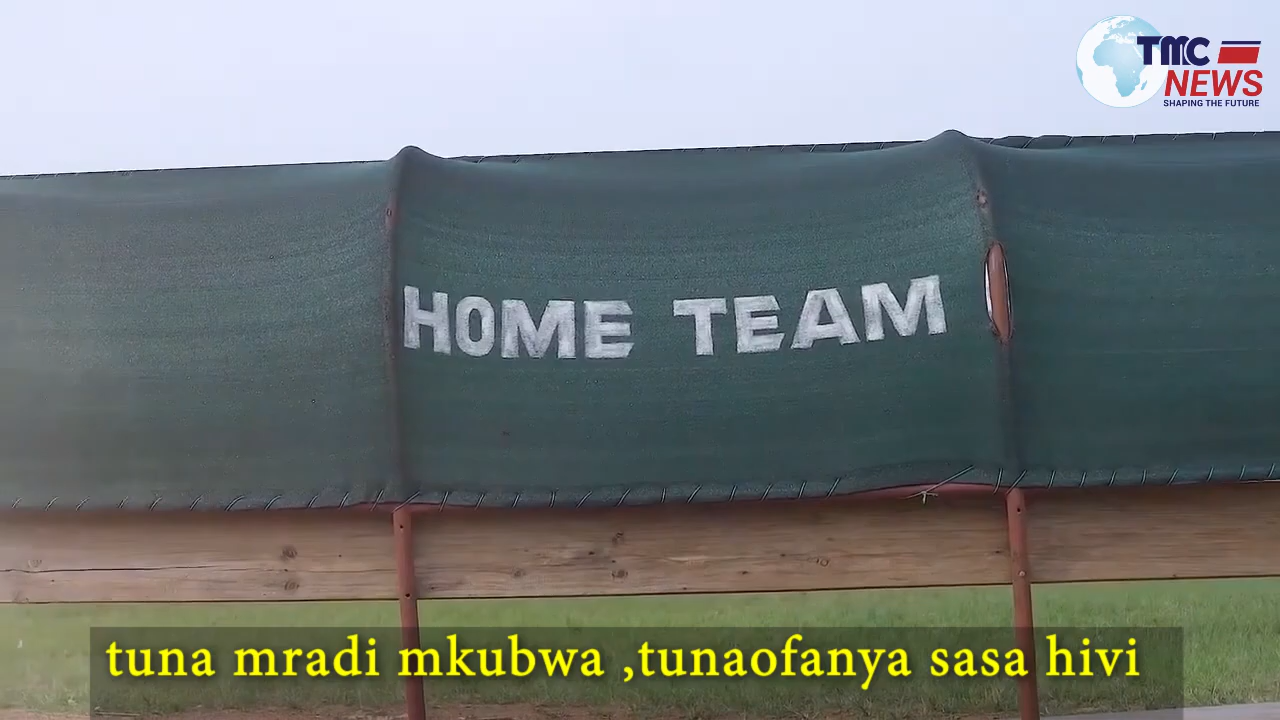 TMC
NEWS
SHAPING THE FUTURE
HOME TEAM
tuna mradi mkubwa ,tunaofanya sasa hivi